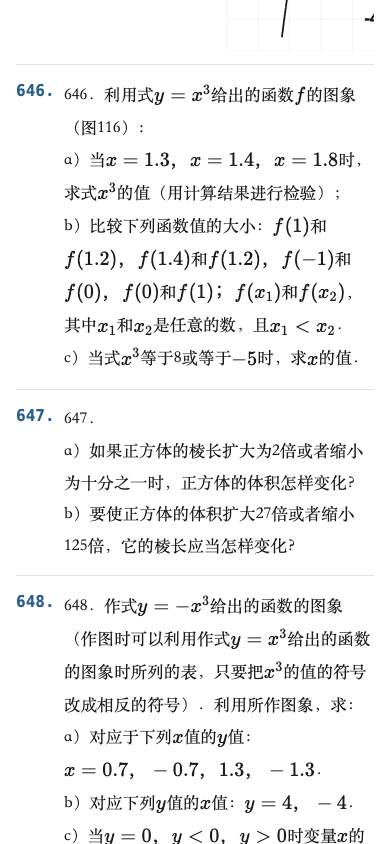 -4
646. 646. 利用式y = x³给出的函数f的图象
（图116）:
a）当x = 1.3, x = 1.4, x = 1.8时,
求式x³的值（用计算结果进行检验）;
b）比较下列函数值的大小: f(1)和
f(1.2), f(1.4)和f(1.2), f(−1)和
f(0), f(0)和f(1); f(x₁)和f(x₂),
其中x₁和x₂是任意的数, 且x₁ < x₂.
c）当式x³等于8或等于−5时, 求x的值.
647. 647.
a）如果正方体的棱长扩大为2倍或者缩小
为十分之一时, 正方体的体积怎样变化?
b）要使正方体的体积扩大27倍或者缩小
125倍, 它的棱长应当怎样变化?
648. 648. 作式y = −x³给出的函数的图象
（作图时可以利用作式y = x³给出的函数
的图象时所列的表, 只要把x³的值的符号
改成相反的符号）. 利用所作图象, 求:
a）对应于下列x值的y值:
x = 0.7, −0.7, 1.3, −1.3.
b）对应下列y值的x值: y = 4, −4.
c）当y = 0, y < 0, y > 0时变量x的